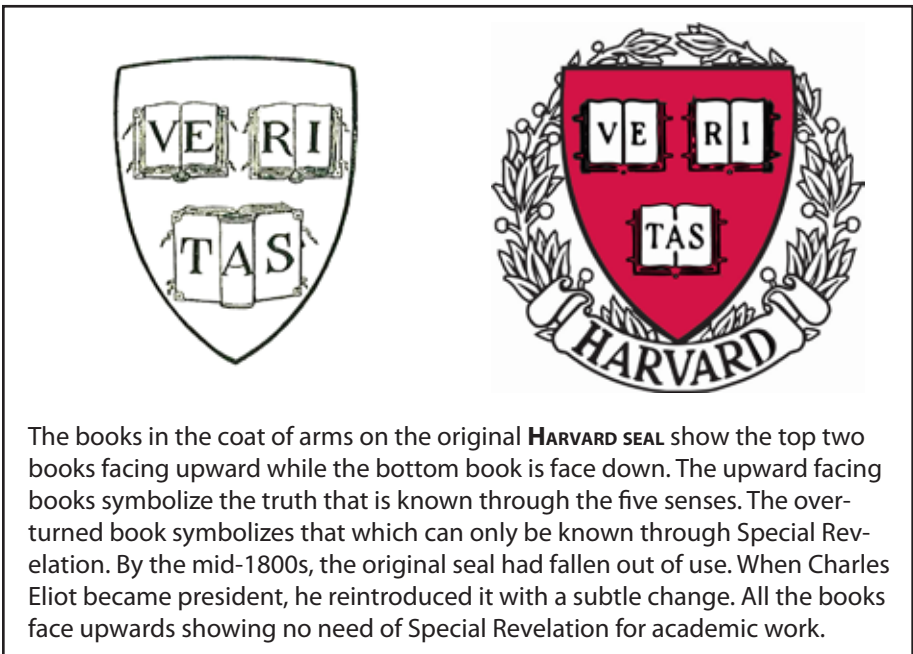 VE RI
TAS
VE RI
TAS
HARVARD
The books in the coat of arms on the original HARVARD SEAL show the top two
books facing upward while the bottom book is face down. The upward facing
books symbolize the truth that is known through the five senses. The over-
turned book symbolizes that which can only be known through Special Rev-
elation. By the mid-1800s, the original seal had fallen out of use. When Charles
Eliot became president, he reintroduced it with a subtle change. All the books
face upwards showing no need of Special Revelation for academic work.